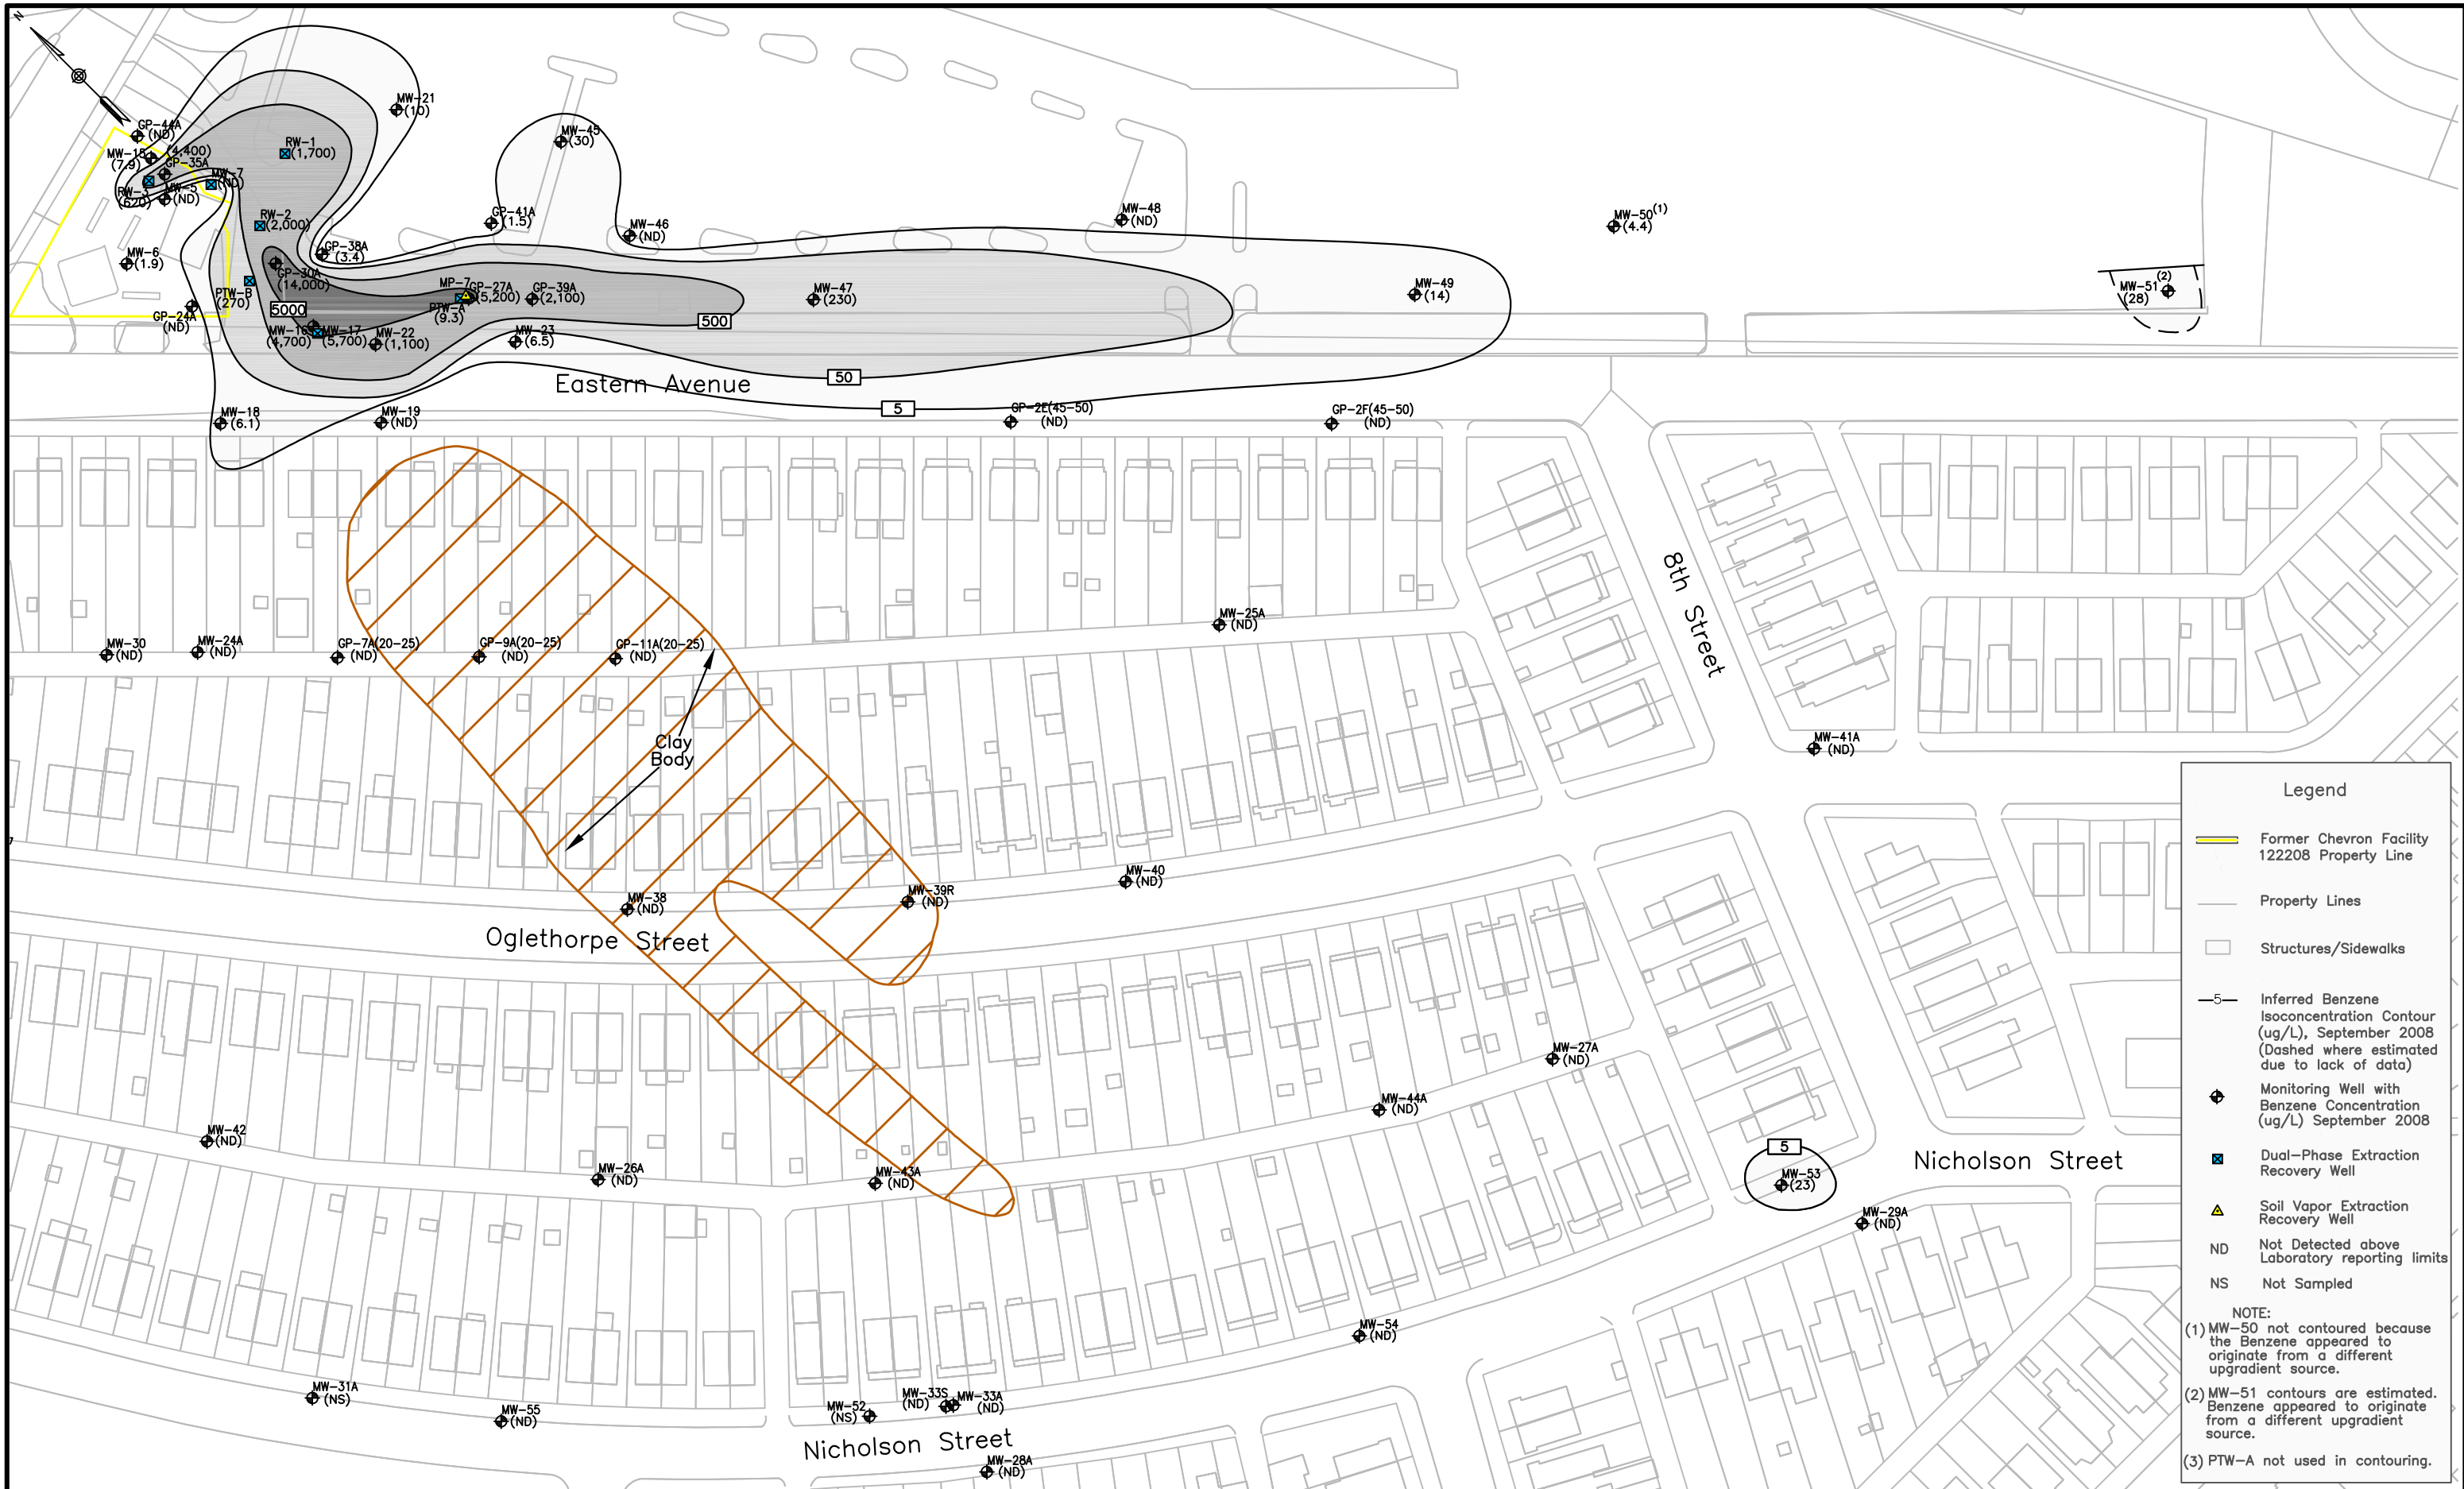 N
MW-21
(10)
GP-44A
(ND)
MW-15
(7.9)
(4,400)
GP-35A
RW-1
(1,700)
MW-7
(ND)
RW-3
(620)
MW-5
(ND)
MW-45
(30)
RW-2
(2,000)
GP-41A
(1.5)
MW-46
(ND)
MW-48
(ND)
MW-50(1)
(4.4)
MW-6
(1.9)
GP-38A
(3.4)
GP-30A
(14,000)
PTW-B
(270)
GP-24A
(ND)
5000
MP-7
GP-27A
(5,200)
PTW-A
(9.3)
GP-39A
(2,100)
MW-47
(230)
MW-49
(14)
MW-51
(2)
(28)
MW-16
(4,700)
MW-17
(5,700)
MW-22
(1,100)
MW-23
(6.5)
500
50
5
Eastern Avenue
MW-18
(6.1)
MW-19
(ND)
GP-2E(45-50)
(ND)
GP-2F(45-50)
(ND)
8th Street
MW-30
(ND)
MW-24A
(ND)
GP-7A(20-25)
(ND)
GP-9A(20-25)
(ND)
GP-11A(20-25)
(ND)
MW-25A
(ND)
Clay
Body
MW-41A
(ND)
MW-38
(ND)
MW-39R
(ND)
MW-40
(ND)
Oglethorpe Street
MW-27A
(ND)
MW-44A
(ND)
MW-42
(ND)
MW-26A
(ND)
MW-43A
(ND)
5
MW-53
(23)
Nicholson Street
MW-29A
(ND)
MW-54
(ND)
MW-31A
(NS)
MW-55
(ND)
MW-52
(NS)
MW-33S
(ND)
MW-33A
(ND)
Nicholson Street
MW-28A
(ND)
Legend
Former Chevron Facility
122208 Property Line
Property Lines
Structures/Sidewalks
5
Inferred Benzene
Isoconcentration Contour
(ug/L), September 2008
(Dashed where estimated
due to lack of data)
Monitoring Well with
Benzene Concentration
(ug/L) September 2008
Dual-Phase Extraction
Recovery Well
Soil Vapor Extraction
Recovery Well
ND Not Detected above
Laboratory reporting limits
NS Not Sampled
NOTE:
(1) MW-50 not contoured because
the Benzene appeared to
originate from a different
upgradient source.
(2) MW-51 contours are estimated.
Benzene appeared to originate
from a different upgradient
source.
(3) PTW-A not used in contouring.